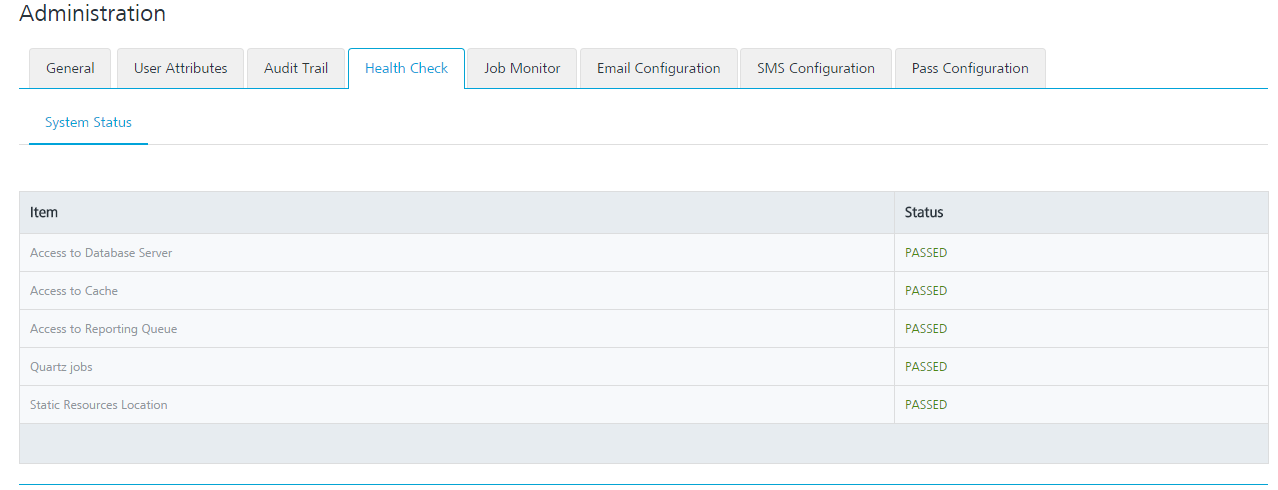 Administration
General User Attributes Audit Trail Health Check Job Monitor Email Configuration SMS Configuration Pass Configuration
System Status
Item Status
Access to Database Server PASSED
Access to Cache PASSED
Access to Reporting Queue PASSED
Quartz jobs PASSED
Static Resources Location PASSED